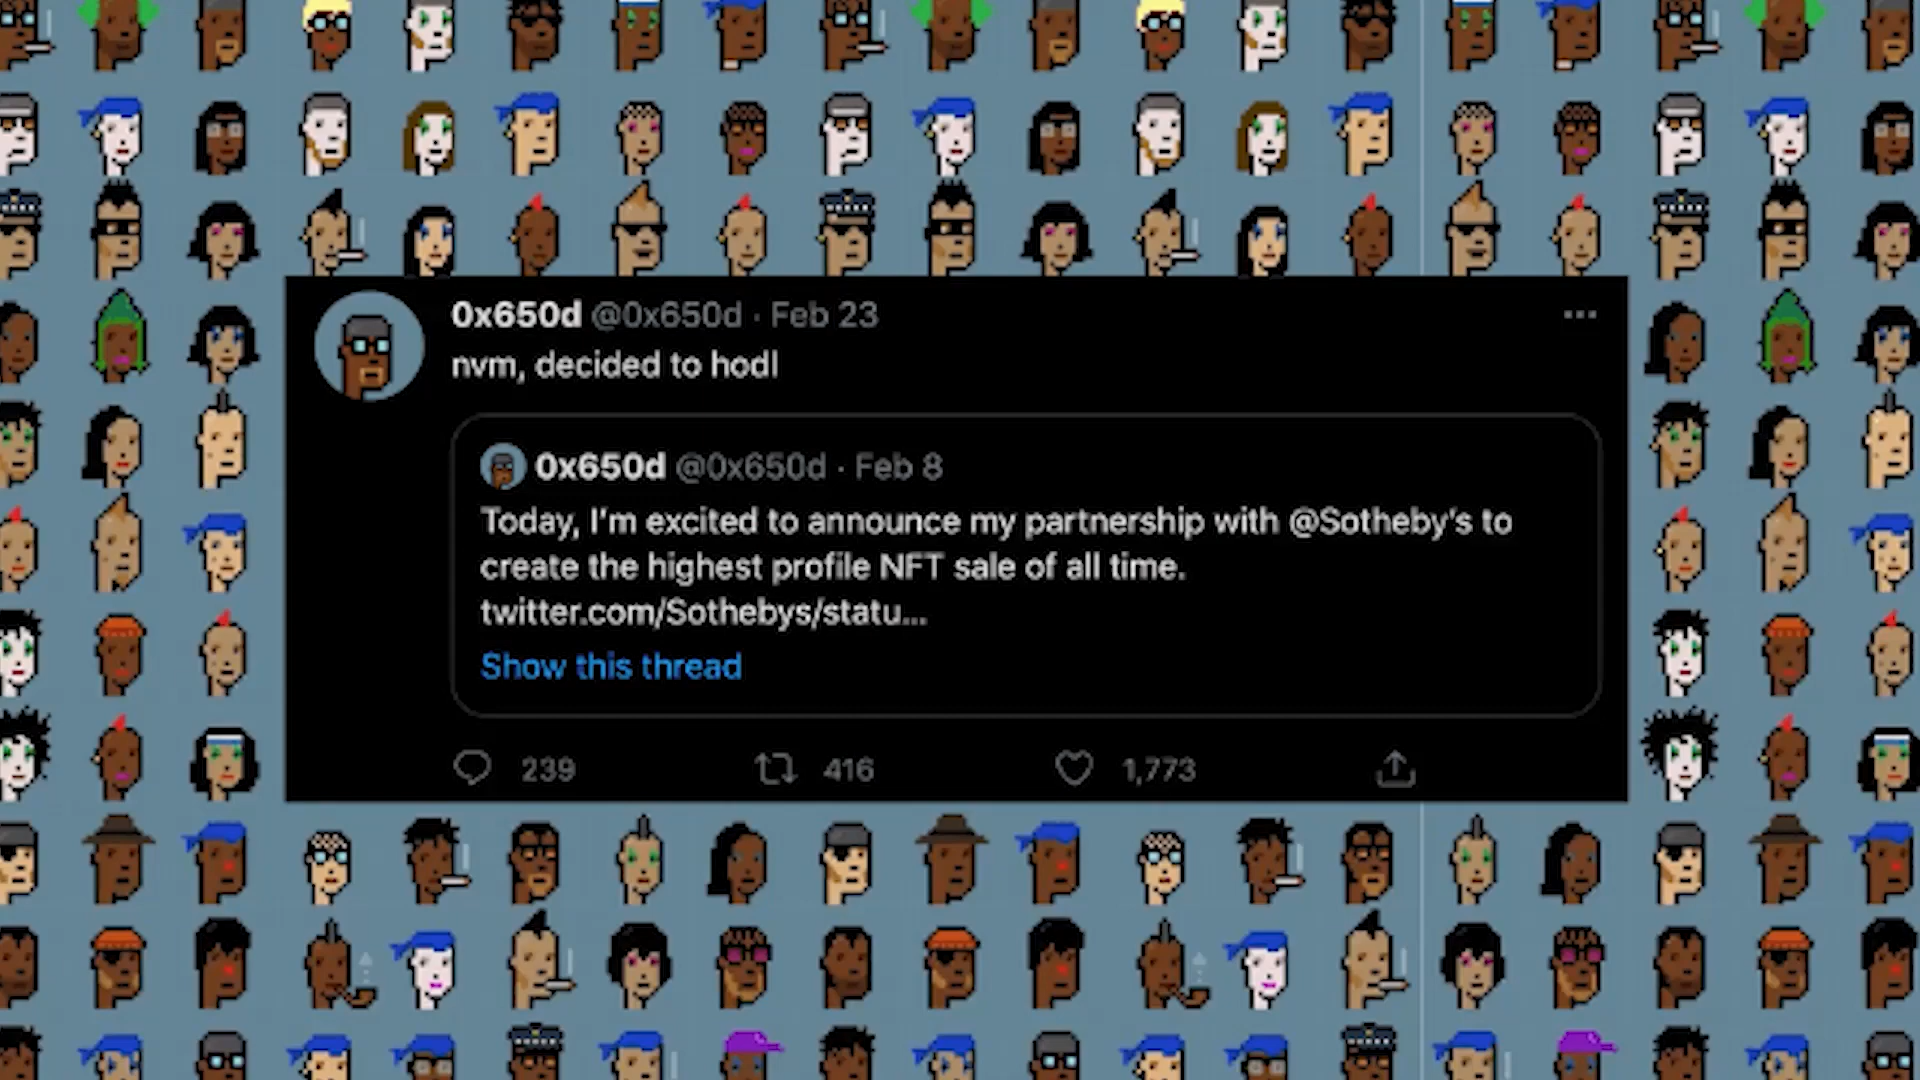 0x650d @0x650d · Feb 23
nvm, decided to hodl
0x650d @0x650d · Feb 8
Today, I'm excited to announce my partnership with @Sotheby's to
create the highest profile NFT sale of all time.
twitter.com/Sothebys/statu...
Show this thread
239 416 1,773